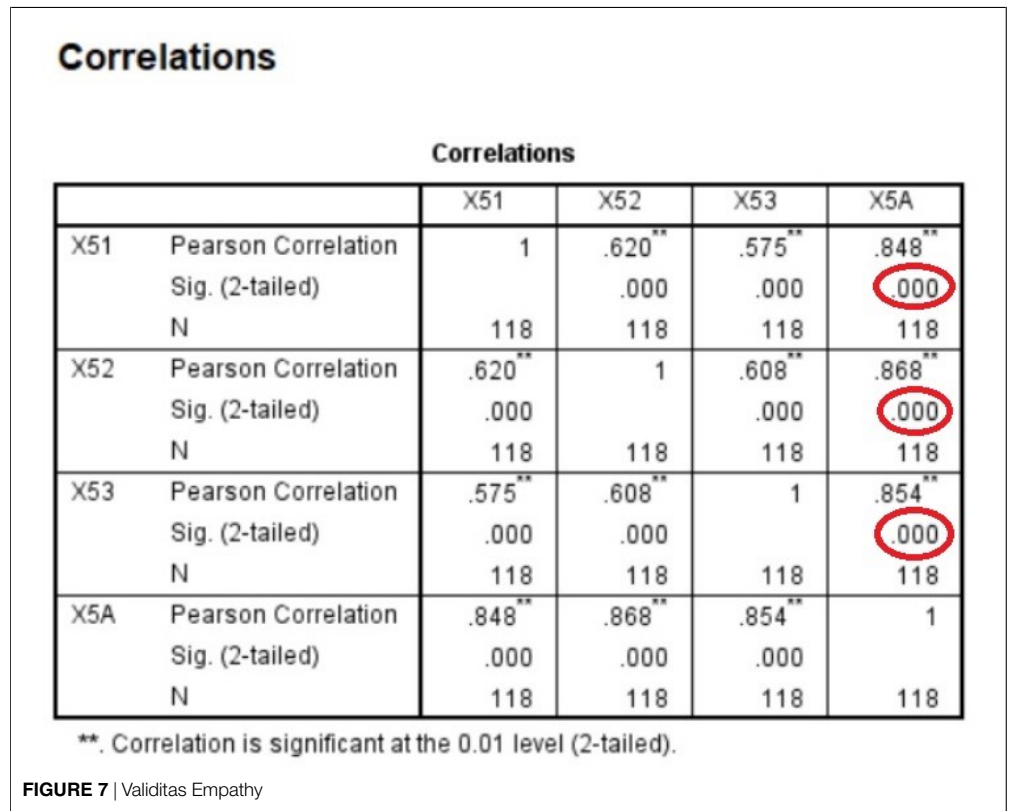 Correlations
Correlations
X51 X52 X53 X5A
X51 Pearson Correlation 1 .620** .575** .848**
Sig. (2-tailed) .000 .000 .000
N 118 118 118 118
X52 Pearson Correlation .620** 1 .608** .868**
Sig. (2-tailed) .000 .000 .000
N 118 118 118 118
X53 Pearson Correlation .575** .608** 1 .854**
Sig. (2-tailed) .000 .000 .000
N 118 118 118 118
X5A Pearson Correlation .848** .868** .854** 1
Sig. (2-tailed) .000 .000 .000
N 118 118 118 118
**. Correlation is significant at the 0.01 level (2-tailed).
FIGURE 7 | Validitas Empathy